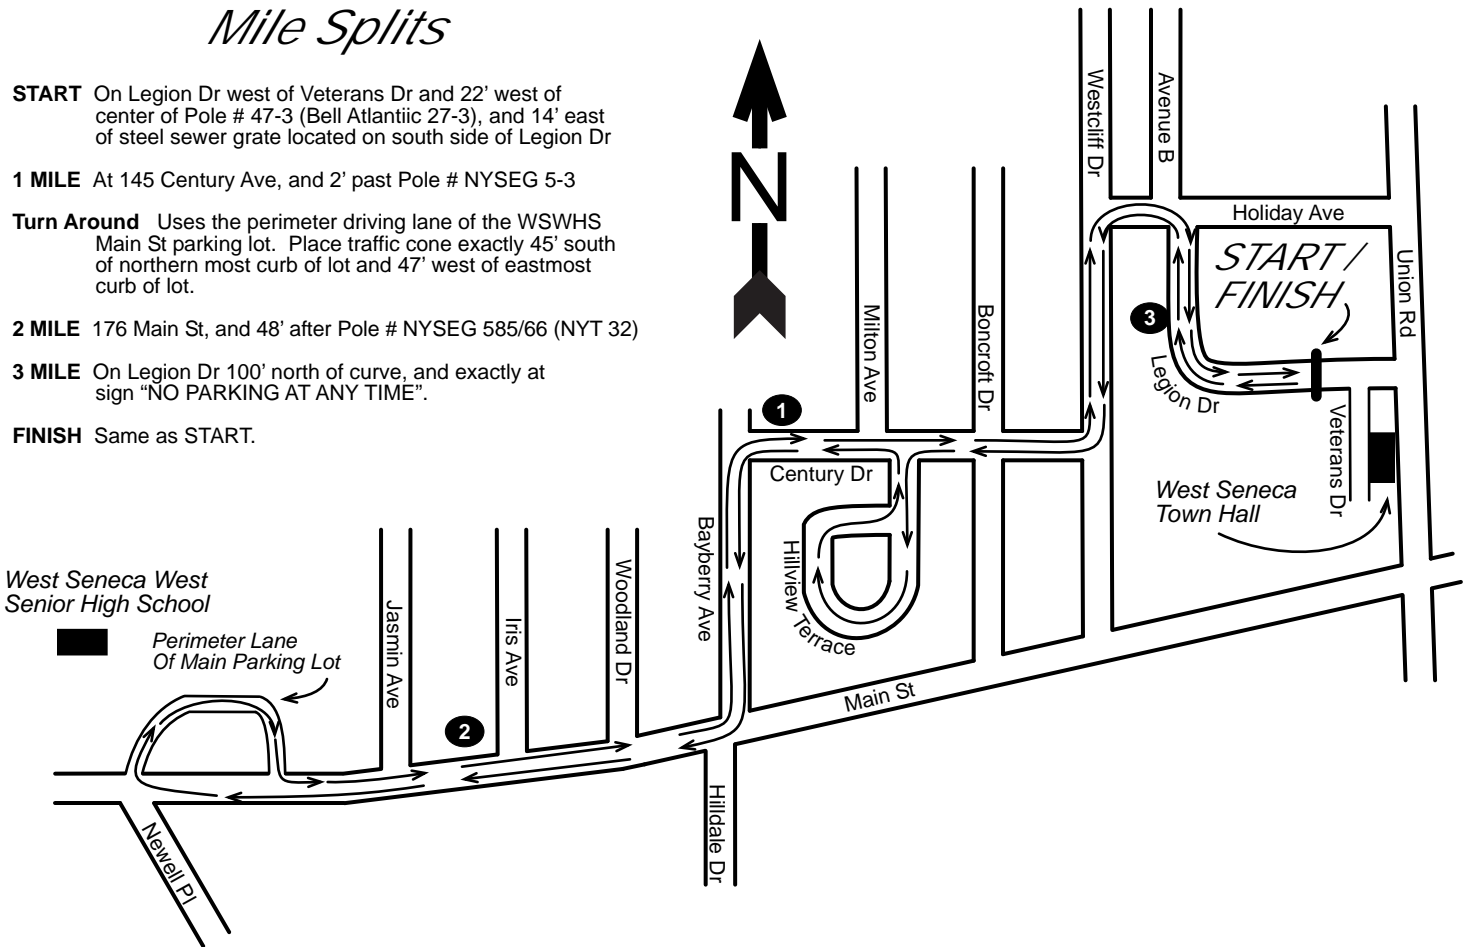 Mile Splits
START On Legion Dr west of Veterans Dr and 22' west of
center of Pole # 47-3 (Bell Atlantiic 27-3), and 14' east
of steel sewer grate located on south side of Legion Dr
1 MILE At 145 Century Ave, and 2' past Pole # NYSEG 5-3
Turn Around Uses the perimeter driving lane of the WSWHS
Main St parking lot. Place traffic cone exactly 45' south
of northern most curb of lot and 47' west of eastmost
curb of lot.
2 MILE 176 Main St, and 48' after Pole # NYSEG 585/66 (NYT 32)
3 MILE On Legion Dr 100' north of curve, and exactly at
sign “NO PARKING AT ANY TIME”.
FINISH Same as START.
N
Westcliff Dr
Avenue B
Holiday Ave
START /
FINISH
Union Rd
3
Legion Dr
Milton Ave
Boncroft Dr
1
Century Dr
Veterans Dr
West Seneca
Town Hall
Bayberry Ave
Hillview Terrace
West Seneca West
Senior High School
Perimeter Lane
Of Main Parking Lot
Jasmin Ave
Iris Ave
Woodland Dr
Main St
2
Hilldale Dr
Newell Pl